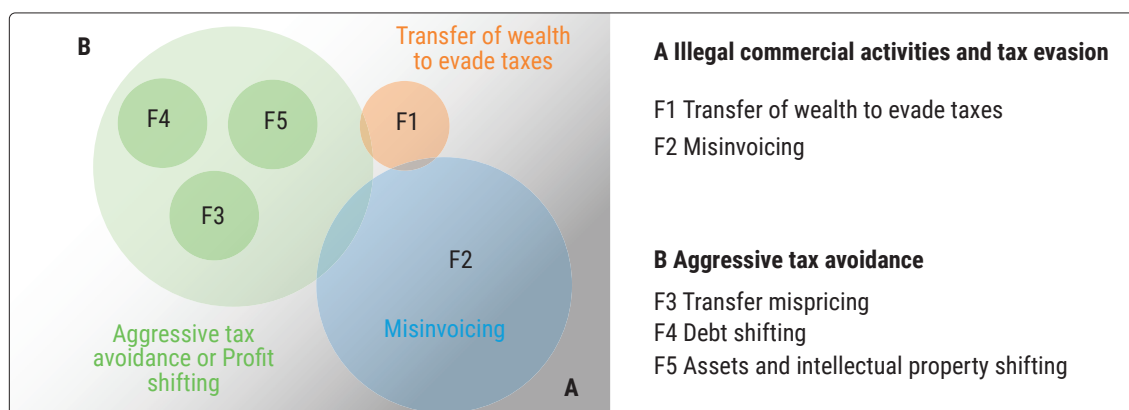 B
Transfer of wealth
to evade taxes
F4
F5
F1
F3
F2
Misinvoicing
Aggressive tax
avoidance or Profit
shifting
A
A Illegal commercial activities and tax evasion
F1 Transfer of wealth to evade taxes
F2 Misinvoicing
B Aggressive tax avoidance
F3 Transfer mispricing
F4 Debt shifting
F5 Assets and intellectual property shifting